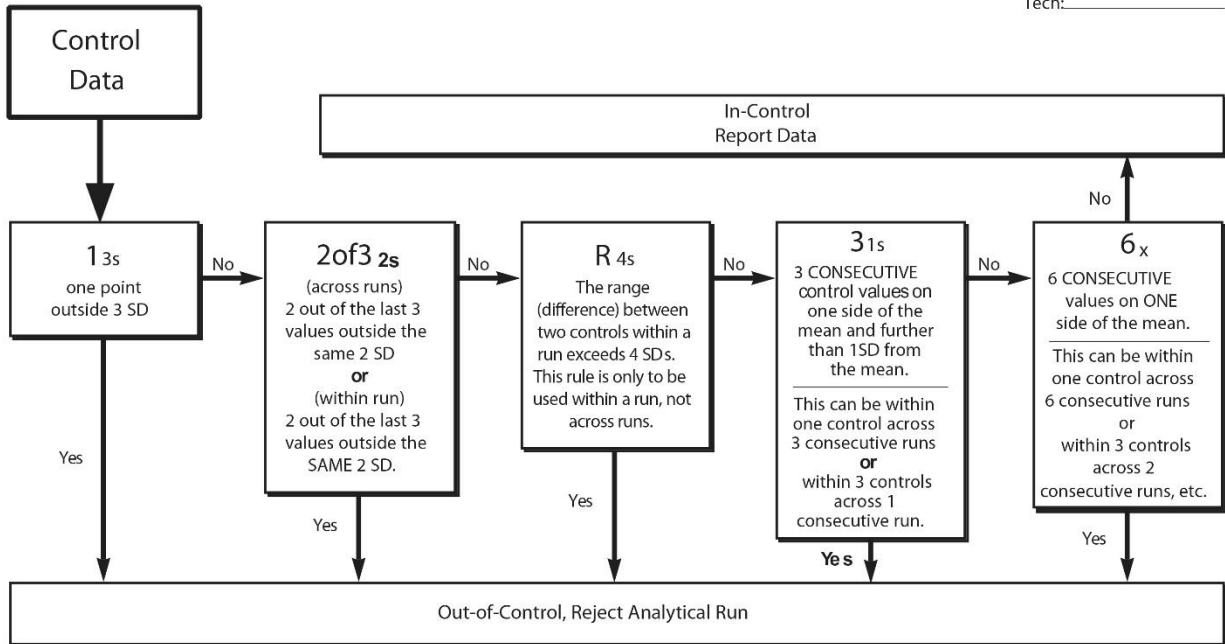 Tech:
Control
Data
In-Control
Report Data
No
1 3s
one point
outside 3 SD
No
2of3 2s
(across runs)
2 out of the last 3
values outside the
same 2 SD
or
(within run)
2 out of the last 3
values outside the
SAME 2 SD.
No
R 4s
The range
(difference) between
two controls within a
run exceeds 4 SDs.
This rule is only to be
used within a run, not
across runs.
No
3 1s
3 CONSECUTIVE
control values on
one side of the
mean and further
than 1SD from
the mean.
This can be within
one control across
3 consecutive runs
or
within 3 controls
across 1
consecutive run.
No
6 x
6 CONSECUTIVE
values on ONE
side of the mean.
This can be within
one control across
6 consecutive runs
or
within 3 controls
across 2
consecutive runs, etc.
Yes
Yes
Yes
Yes
Yes
Out-of-Control, Reject Analytical Run